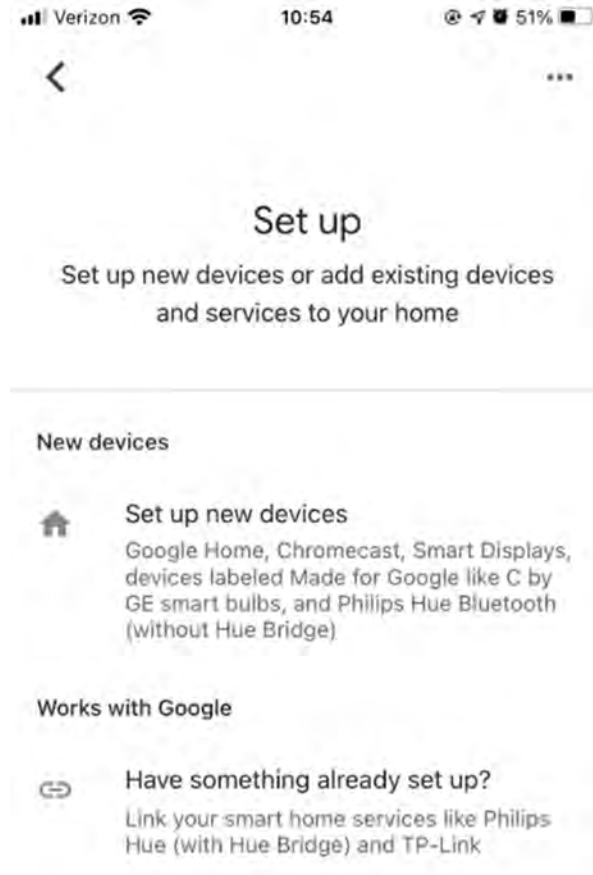 Verizon 10:54 51%
Set up
Set up new devices or add existing devices
and services to your home
New devices
Set up new devices
Google Home, Chromecast, Smart Displays,
devices labeled Made for Google like C by
GE smart bulbs, and Philips Hue Bluetooth
(without Hue Bridge)
Works with Google
Have something already set up?
Link your smart home services like Philips
Hue (with Hue Bridge) and TP-Link